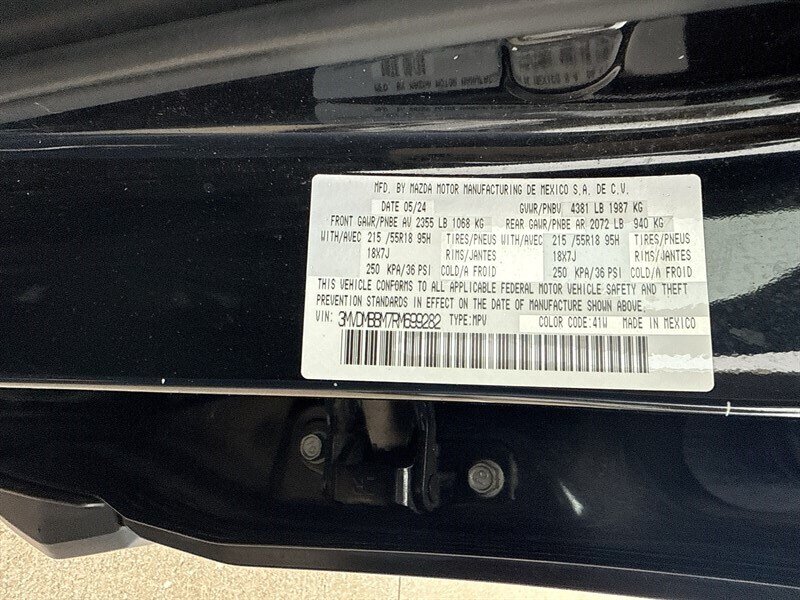 MFD. BY MAZDA MOTOR MANUFACTURING DE MEXICO S.A. DE C.V.
DATE 05/24 GVWR/PNBV 4381 LB 1987 KG
FRONT GAWR/PNBE AV 2355 LB 1068 KG REAR GAWR/PNBE AR 2072 LB 940 KG
WITH/AVEC 215 /55R18 95H TIRES/PNEUS WITH/AVEC 215 /55R18 95H TIRES/PNEUS
18X7J RIMS/JANTES 18X7J RIMS/JANTES
250 KPA/36 PSI COLD/A FROID 250 KPA/36 PSI COLD/A FROID
THIS VEHICLE CONFORMS TO ALL APPLICABLE FEDERAL MOTOR VEHICLE SAFETY AND THEFT
PREVENTION STANDARDS IN EFFECT ON THE DATE OF MANUFACTURE SHOWN ABOVE.
VIN: 3MVDMBBM7RM699282 TYPE:MPV COLOR CODE:41W MADE IN MEXICO